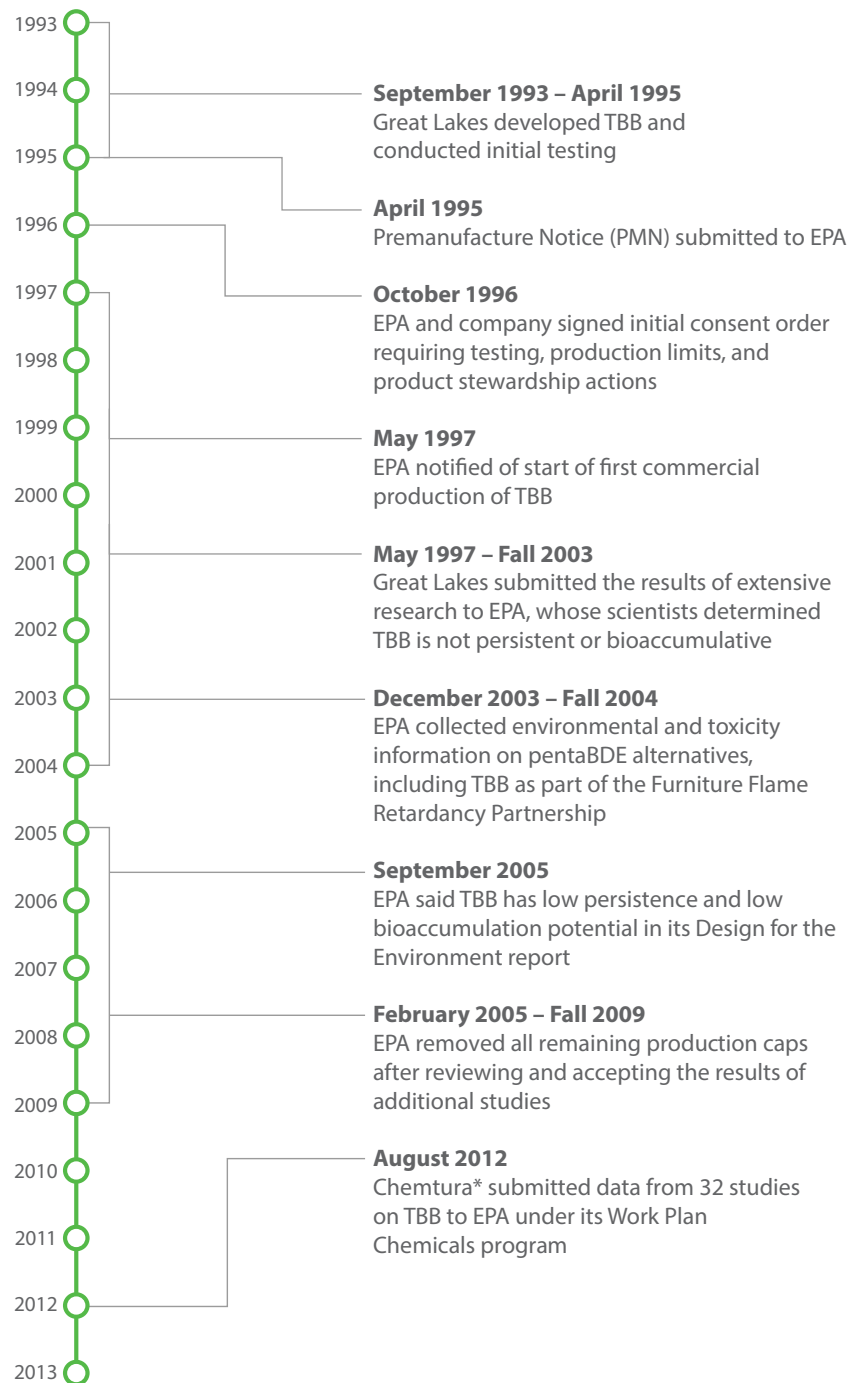 1993
1994
September 1993 – April 1995
Great Lakes developed TBB and
conducted initial testing
1995
April 1995
Premanufacture Notice (PMN) submitted to EPA
1996
October 1996
EPA and company signed initial consent order
requiring testing, production limits, and
product stewardship actions
1997
1998
1999
May 1997
EPA notified of start of first commercial
production of TBB
2000
2001
May 1997 – Fall 2003
Great Lakes submitted the results of extensive
research to EPA, whose scientists determined
TBB is not persistent or bioaccumulative
2002
2003
December 2003 – Fall 2004
EPA collected environmental and toxicity
information on pentaBDE alternatives,
including TBB as part of the Furniture Flame
Retardancy Partnership
2004
2005
September 2005
EPA said TBB has low persistence and low
bioaccumulation potential in its Design for the
Environment report
2006
2007
February 2005 – Fall 2009
EPA removed all remaining production caps
after reviewing and accepting the results of
additional studies
2008
2009
August 2012
Chemtura* submitted data from 32 studies
on TBB to EPA under its Work Plan
Chemicals program
2010
2011
2012
2013